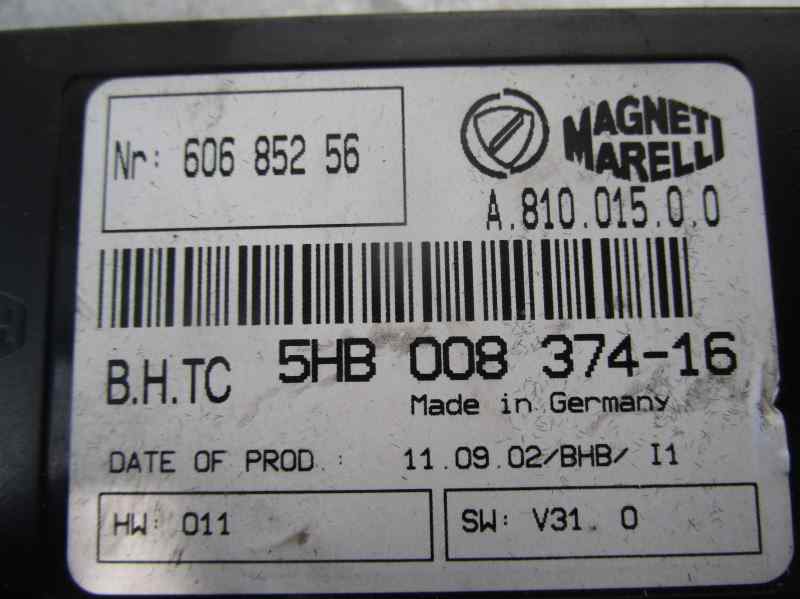 Nr: 606 852 56
MAGNETI
MARELLI
A.810.015.0.0
B.H.TC 5HB 008 374-16
Made in Germany
DATE OF PROD.: 11.09.02/BHB/ I1
HW: 011
SW: V31.0